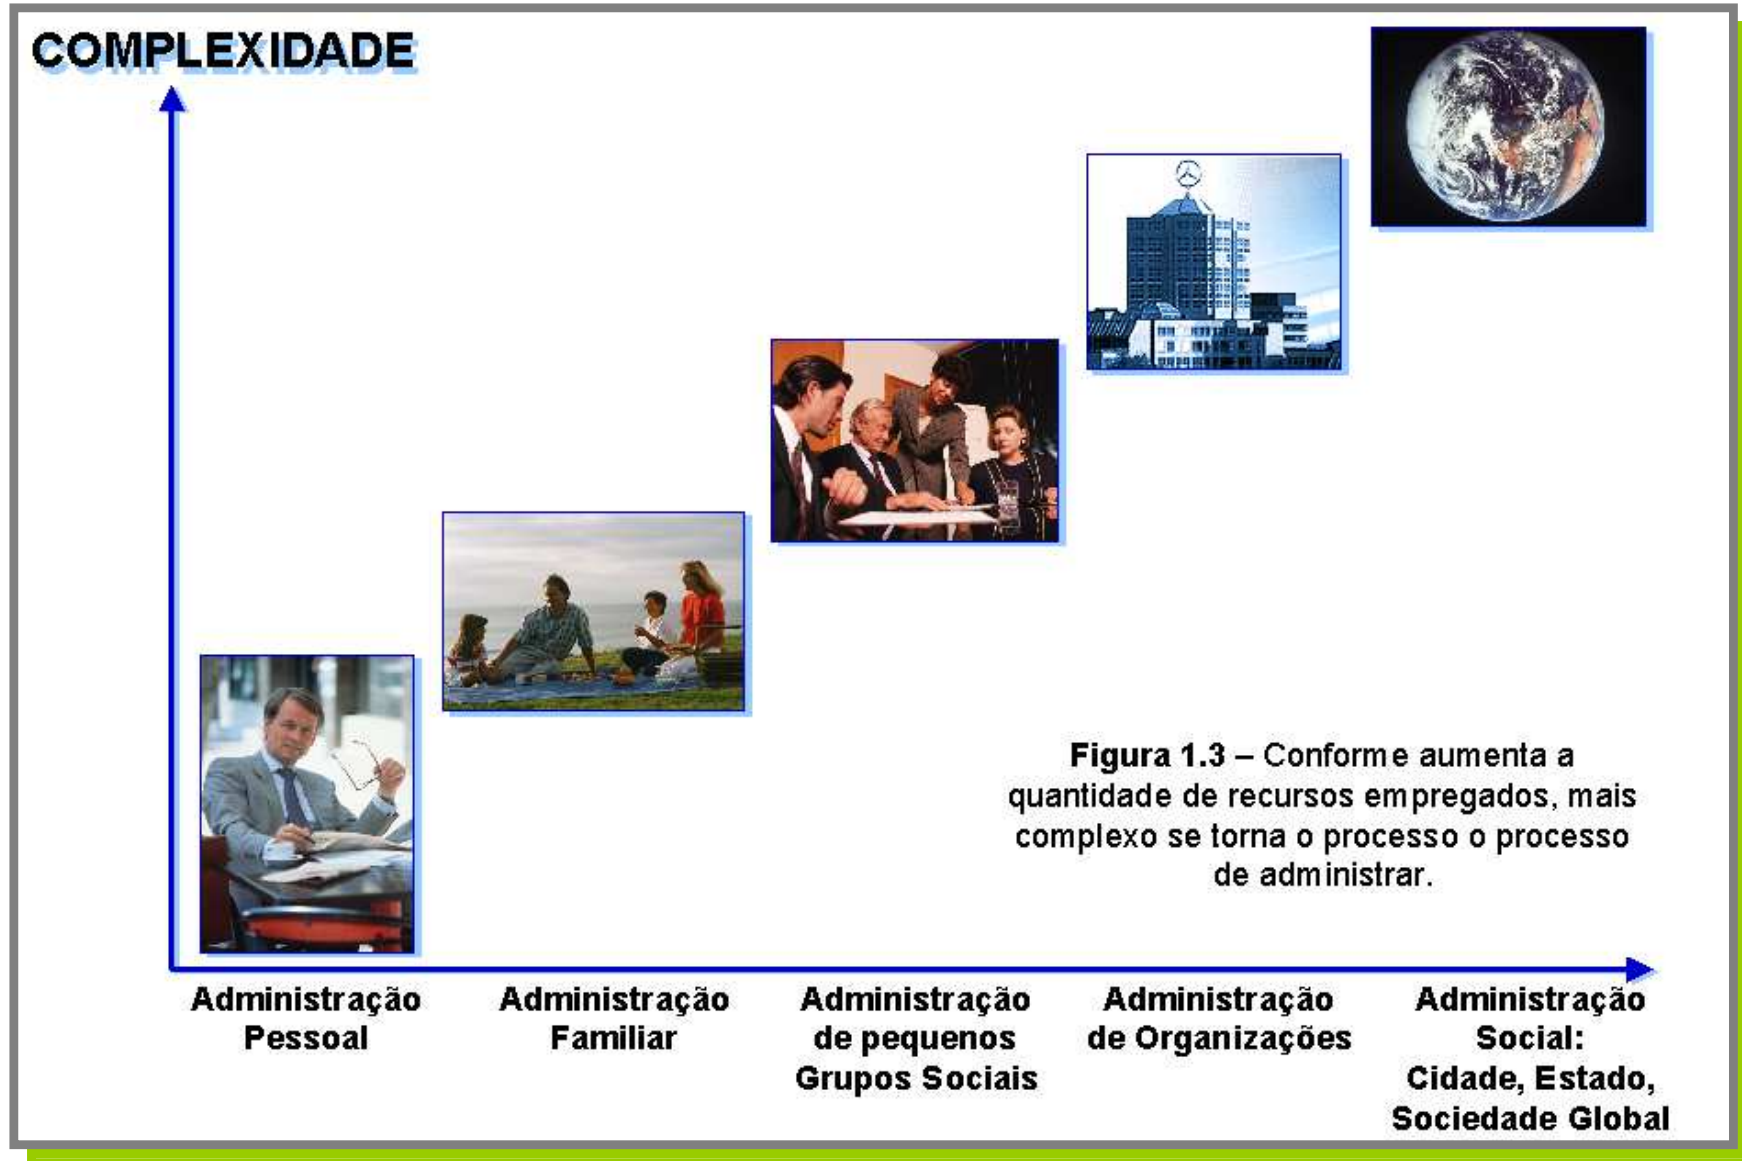 COMPLEXIDADE
Figura 1.3 – Conforme aumenta a
quantidade de recursos empregados, mais
complexo se torna o processo o processo
de administrar.
Administração
Pessoal
Administração
Familiar
Administração
de pequenos
Grupos Sociais
Administração
de Organizações
Administração
Social:
Cidade, Estado,
Sociedade Global